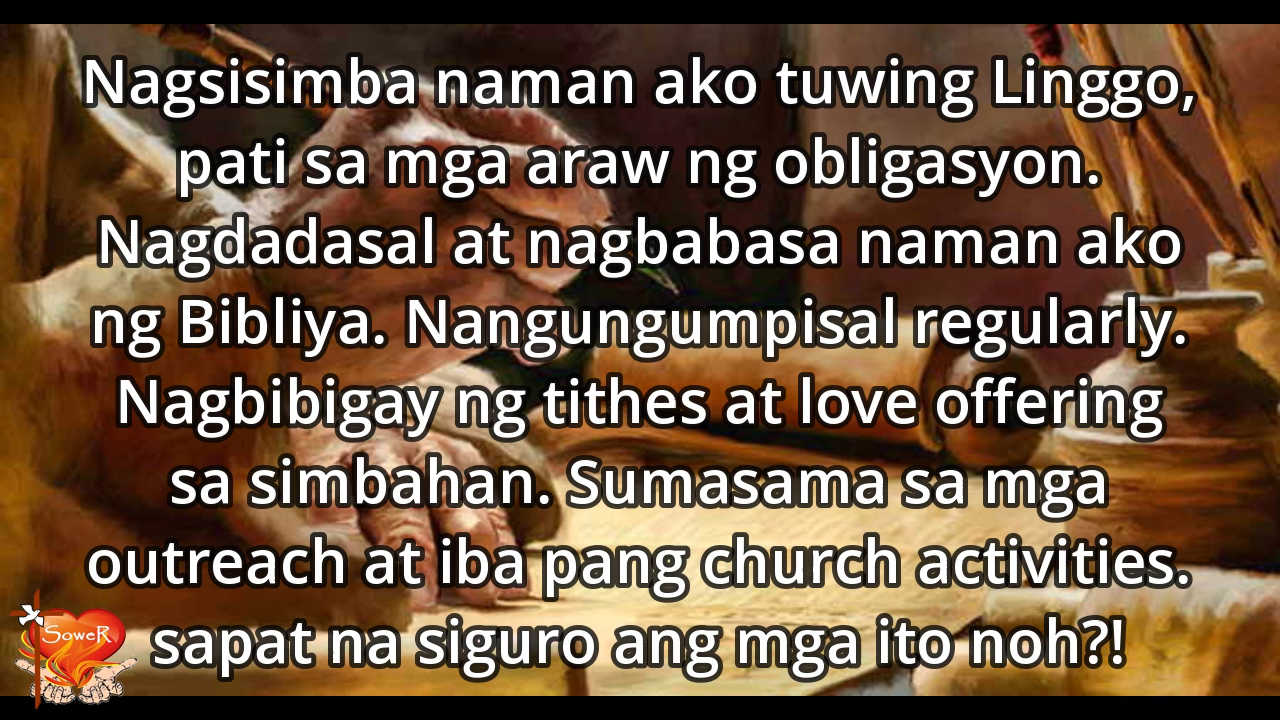 Nagsisimba naman ako tuwing Linggo,
pati sa mga araw ng obligasyon.
Nagdadasal at nagbabasa naman ako
ng Bibliya. Nangungumpisal regularly.
Nagbibigay ng tithes at love offering
sa simbahan. Sumasama sa mga
outreach at iba pang church activities.
sapat na siguro ang mga ito noh?!
SoweR